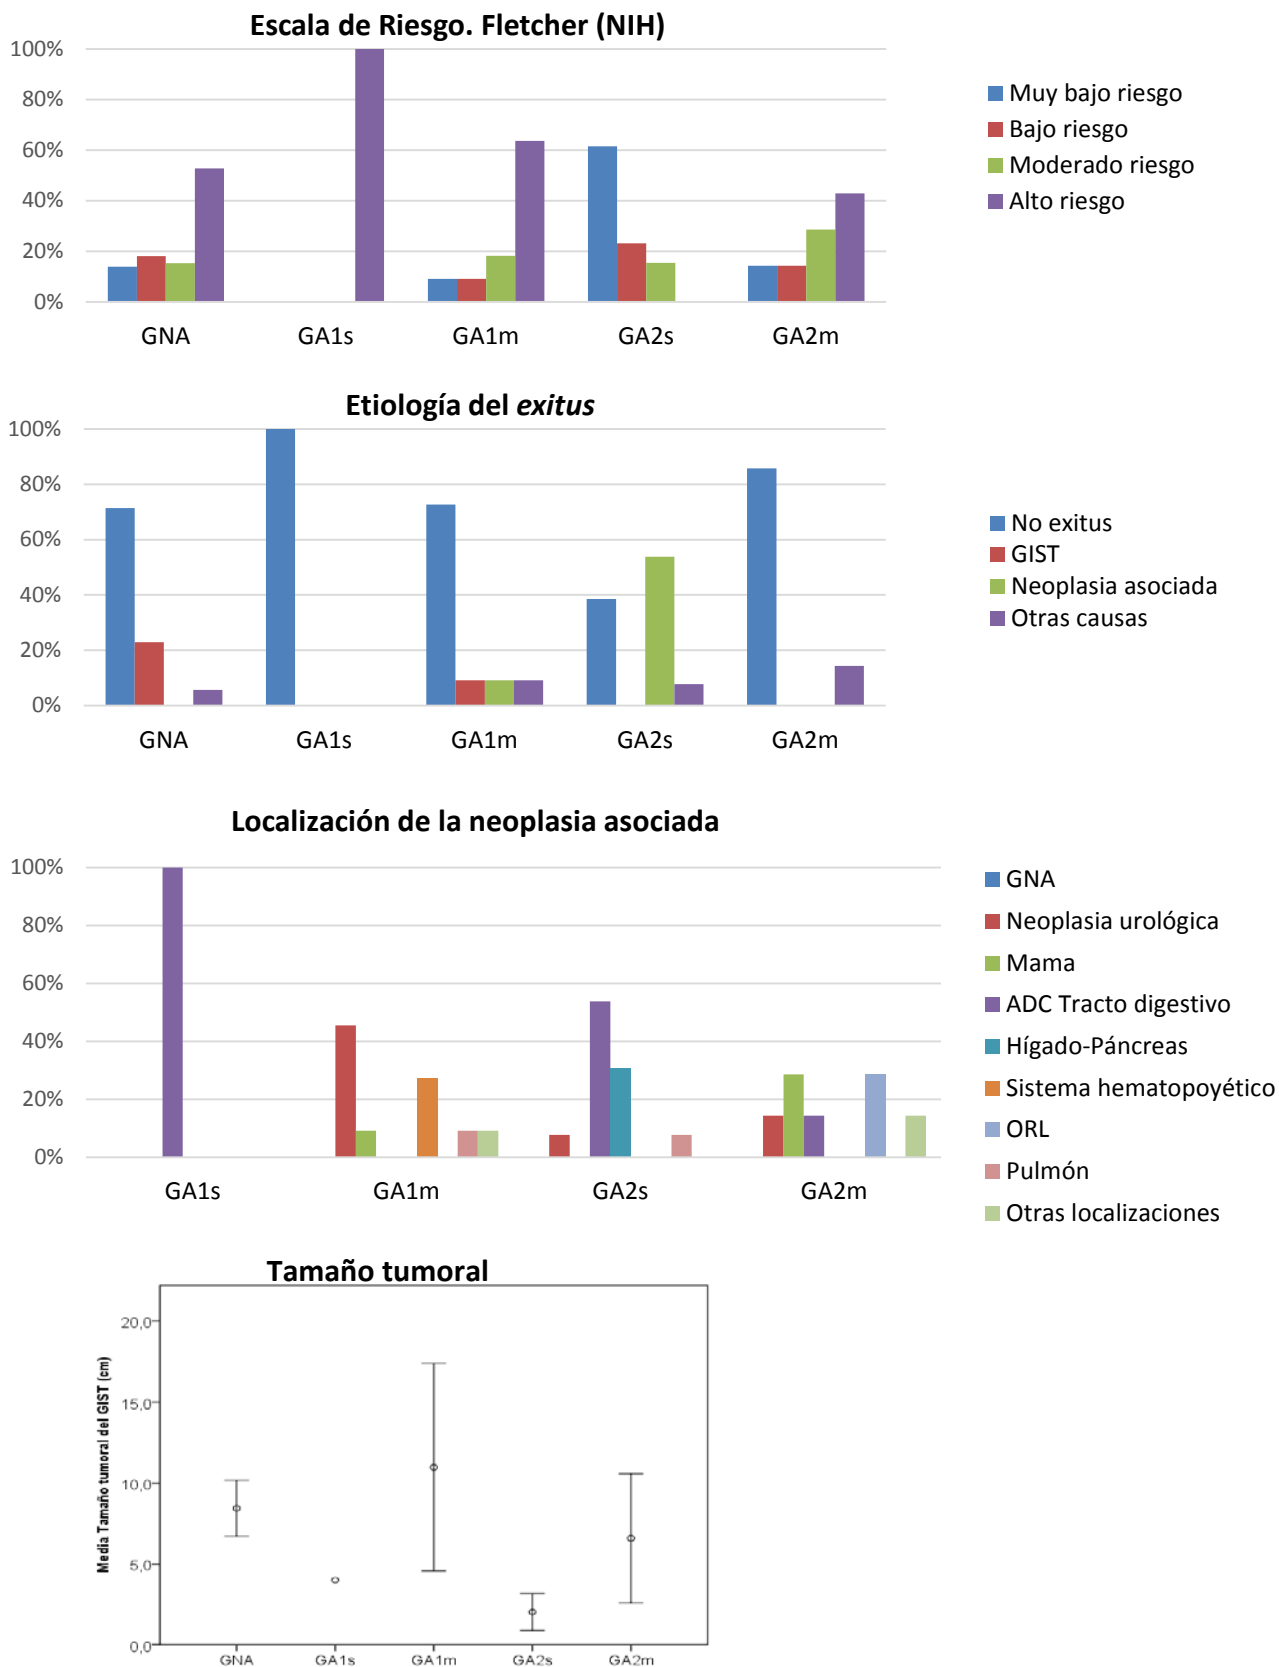 Escala de Riesgo. Fletcher (NIH)
100%
80%
60%
40%
20%
0%
GNA GA1s GA1m GA2s GA2m
Muy bajo riesgo
Bajo riesgo
Moderado riesgo
Alto riesgo
Etiología del exitus
100%
80%
60%
40%
20%
0%
GNA GA1s GA1m GA2s GA2m
No exitus
GIST
Neoplasia asociada
Otras causas
Localización de la neoplasia asociada
100%
80%
60%
40%
20%
0%
GA1s GA1m GA2s GA2m
GNA
Neoplasia urológica
Mama
ADC Tracto digestivo
Hígado-Páncreas
Sistema hematopoyético
ORL
Pulmón
Otras localizaciones
Tamaño tumoral
Media Tamaño tumoral del GIST (cm)
20,0
15,0
10,0
5,0
0,0
GNA GA1s GA1m GA2s GA2m